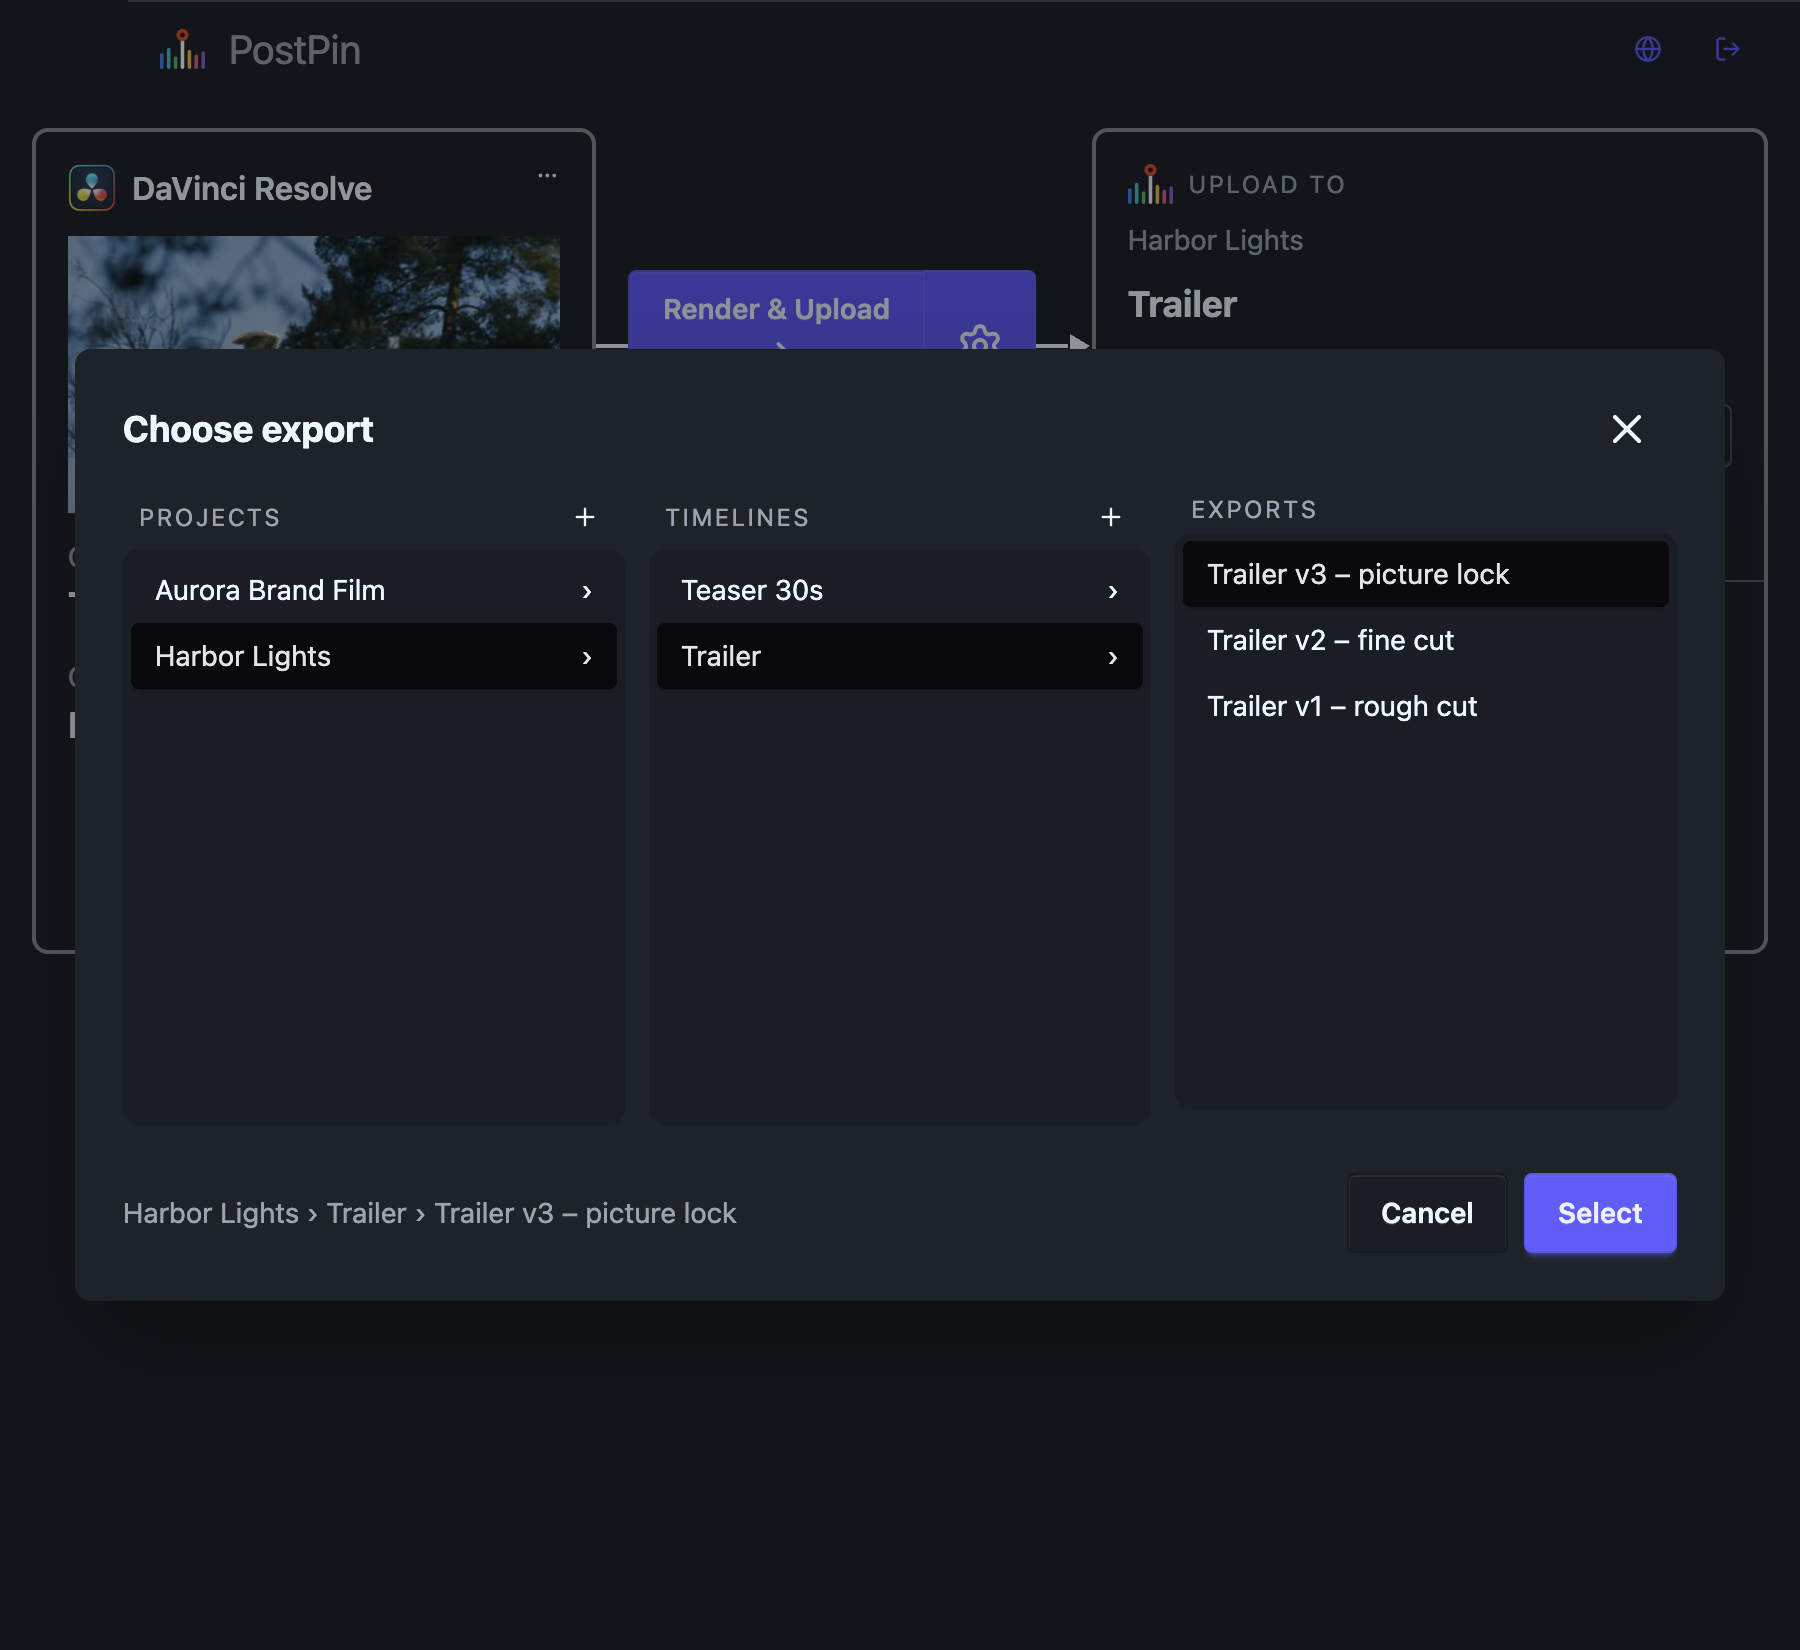 PostPin
DaVinci Resolve
...
Render & Upload
UPLOAD TO
Harbor Lights
Trailer
Choose export
PROJECTS +
Aurora Brand Film ›
Harbor Lights ›
TIMELINES +
Teaser 30s ›
Trailer ›
EXPORTS
Trailer v3 – picture lock
Trailer v2 – fine cut
Trailer v1 – rough cut
Harbor Lights › Trailer › Trailer v3 – picture lock
Cancel
Select